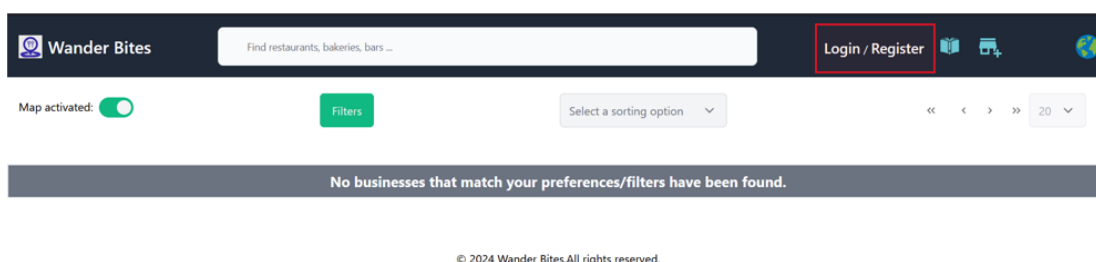 Wander Bites
Find restaurants, bakeries, bars ...
Login / Register
Map activated:
Filters
Select a sorting option
20
No businesses that match your preferences/filters have been found.
© 2024 Wander Bites.All rights reserved.